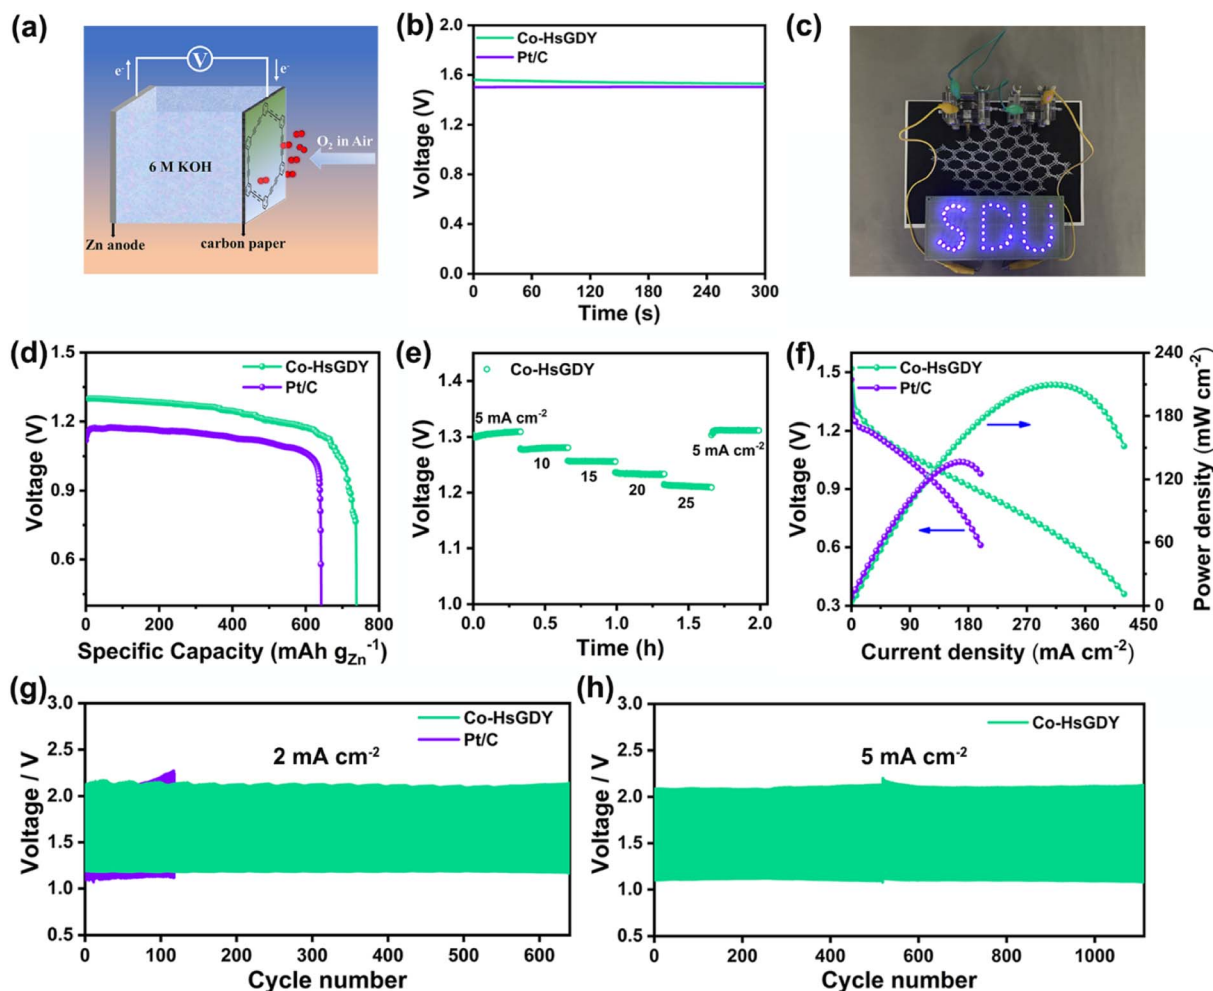 (a)
V
e⁻
e⁻
O₂ in Air
6 M KOH
Zn anode
carbon paper
(b)
2.0
1.6
1.2
0.8
0.4
0.0
Voltage (V)
Co-HsGDY
Pt/C
0
60
120
180
240
300
Time (s)
(c)
SDU
(d)
1.5
1.2
0.9
0.6
Voltage (V)
Co-HsGDY
Pt/C
0
200
400
600
800
Specific Capacity (mAh g_Zn⁻¹)
(e)
1.4
1.3
1.2
1.1
1.0
Voltage (V)
Co-HsGDY
5 mA cm⁻²
10
15
20
25
5 mA cm⁻²
0.0
0.5
1.0
1.5
2.0
Time (h)
(f)
1.5
1.2
0.9
0.6
0.3
Voltage (V)
Co-HsGDY
Pt/C
240
180
120
60
0
Power density (mW cm⁻²)
0
90
180
270
360
450
Current density (mA cm⁻²)
(g)
3.0
2.5
2.0
1.5
1.0
0.5
Voltage / V
Co-HsGDY
Pt/C
2 mA cm⁻²
0
100
200
300
400
500
600
Cycle number
(h)
3.0
2.5
2.0
1.5
1.0
0.5
Voltage / V
Co-HsGDY
5 mA cm⁻²
0
200
400
600
800
1000
Cycle number